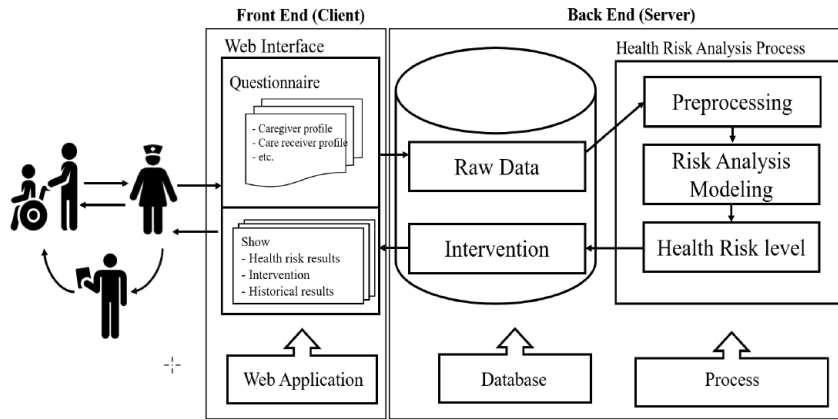 Front End (Client)
Back End (Server)
Web Interface
Questionnaire
- Caregiver profile
- Care receiver profile
- etc.
Show
- Health risk results
- Intervention
- Historical results
Web Application
Raw Data
Intervention
Database
Health Risk Analysis Process
Preprocessing
Risk Analysis
Modeling
Health Risk level
Process